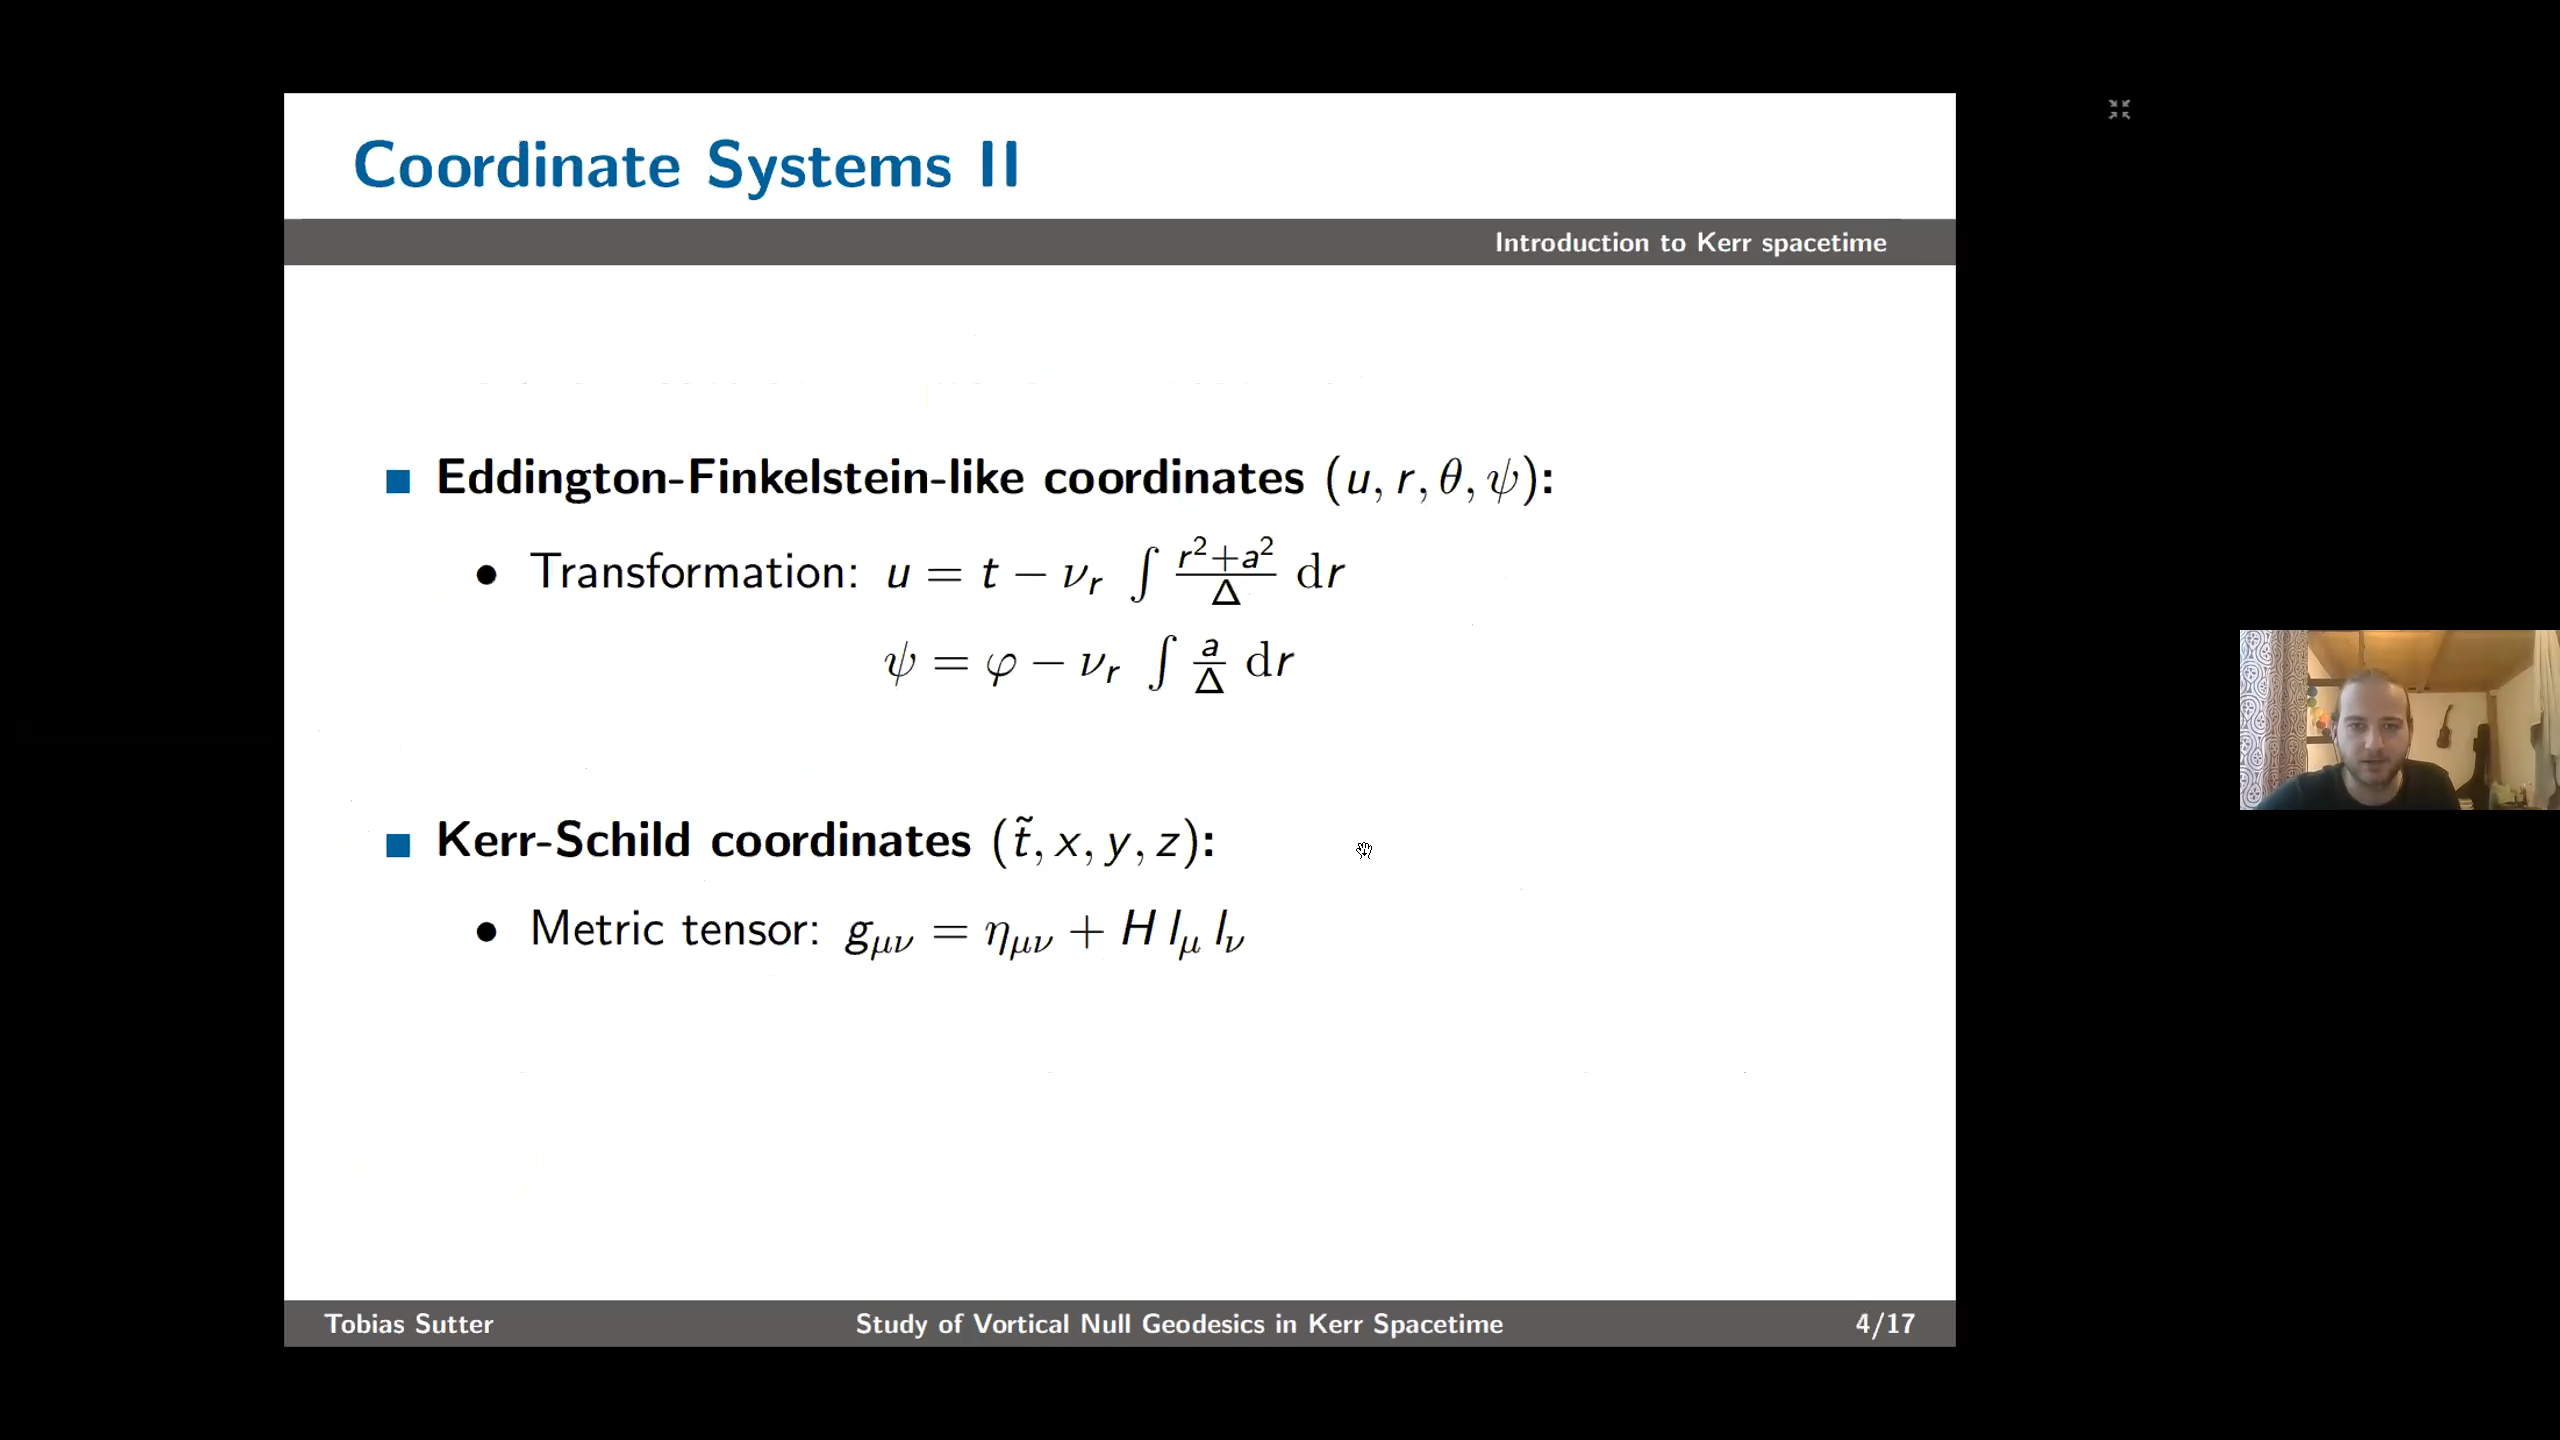 Coordinate Systems II
Introduction to Kerr spacetime
Eddington-Finkelstein-like coordinates (u, r, θ, ψ):
• Transformation: u = t − ν_r ∫ (r²+a²)/Δ dr
ψ = φ − ν_r ∫ a/Δ dr
Kerr-Schild coordinates (t̃, x, y, z):
• Metric tensor: g_μν = η_μν + H l_μ l_ν
Tobias Sutter Study of Vortical Null Geodesics in Kerr Spacetime 4/17